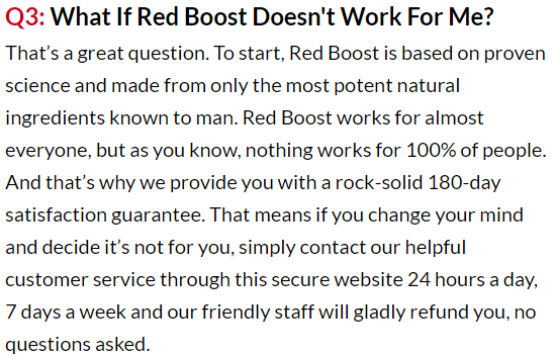 Q3: What If Red Boost Doesn't Work For Me?
That’s a great question. To start, Red Boost is based on proven
science and made from only the most potent natural
ingredients known to man. Red Boost works for almost
everyone, but as you know, nothing works for 100% of people.
And that’s why we provide you with a rock-solid 180-day
satisfaction guarantee. That means if you change your mind
and decide it’s not for you, simply contact our helpful
customer service through this secure website 24 hours a day,
7 days a week and our friendly staff will gladly refund you, no
questions asked.